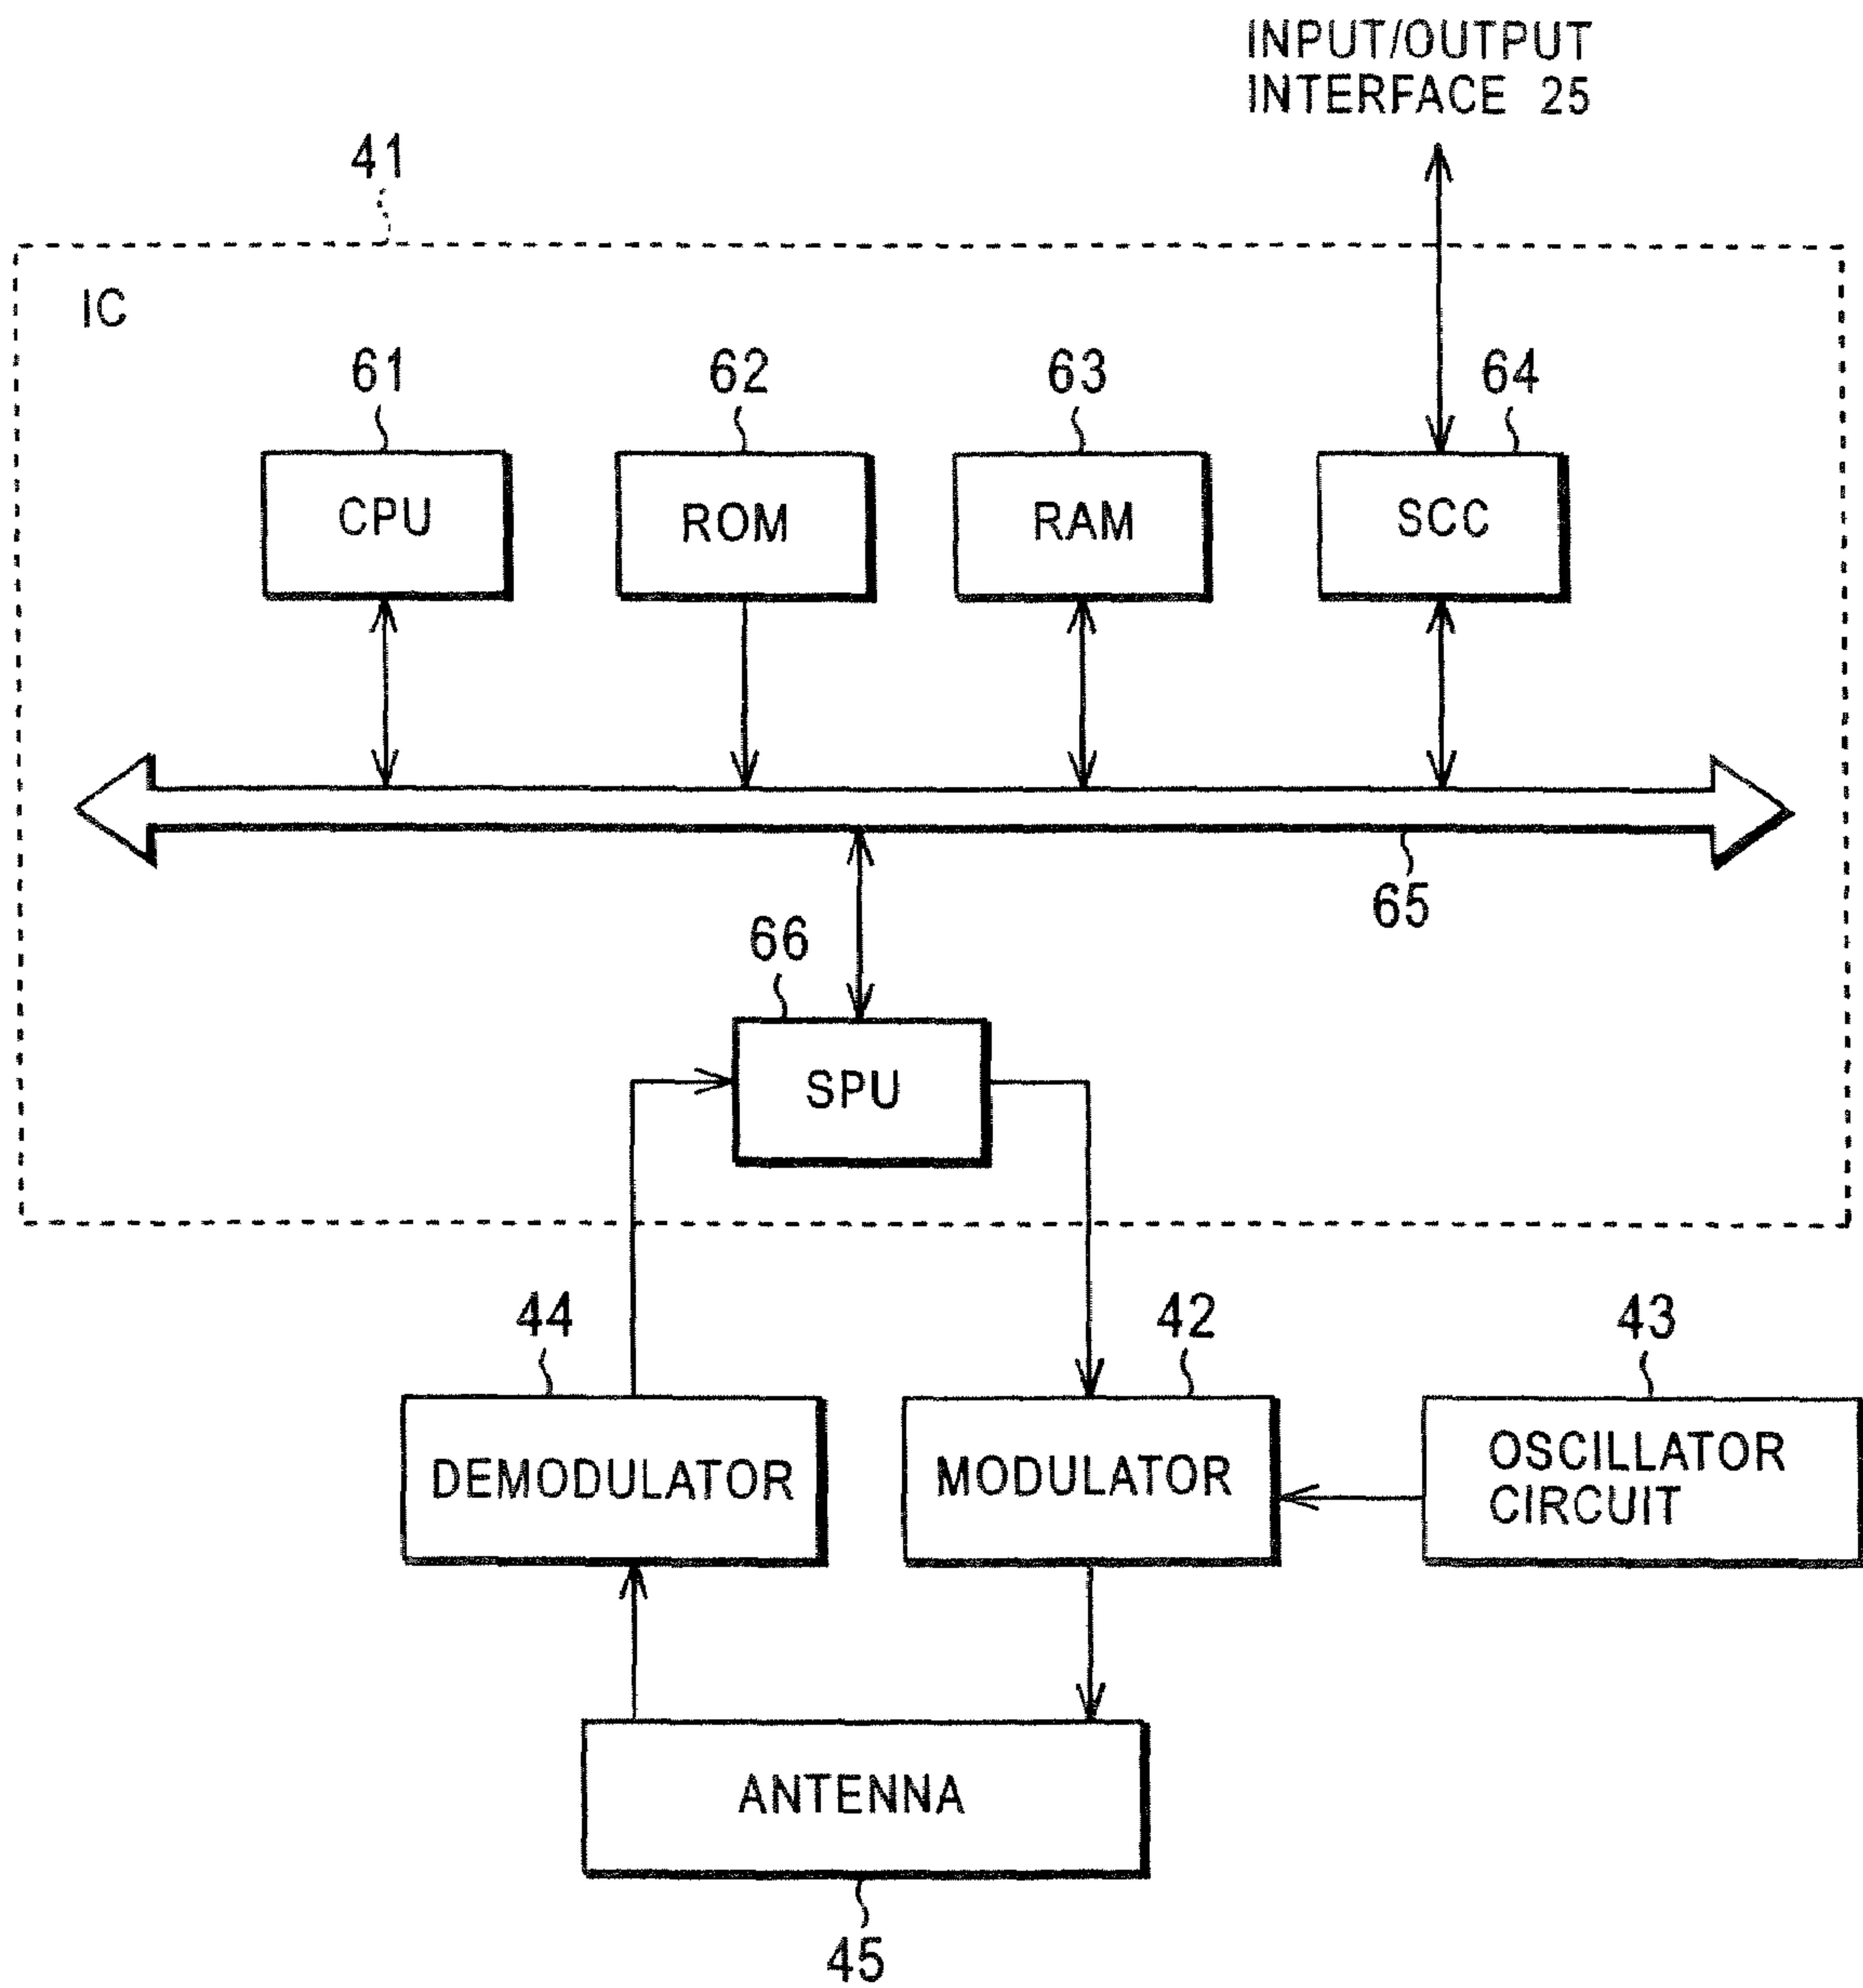 INPUT/OUTPUT
INTERFACE 25
41
IC
61
62
63
64
CPU
ROM
RAM
SCC
65
66
SPU
44
42
43
DEMODULATOR
MODULATOR
OSCILLATOR
CIRCUIT
ANTENNA
45